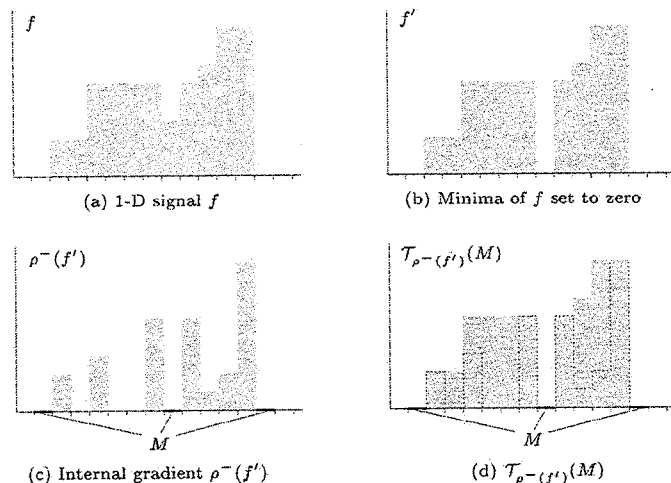 f
f′
(a) 1-D signal f
(b) Minima of f set to zero
ρ⁻(f′)
𝒯ρ⁻(f′)(M)
M
M
(c) Internal gradient ρ⁻(f′)
(d) 𝒯ρ⁻(f′)(M)